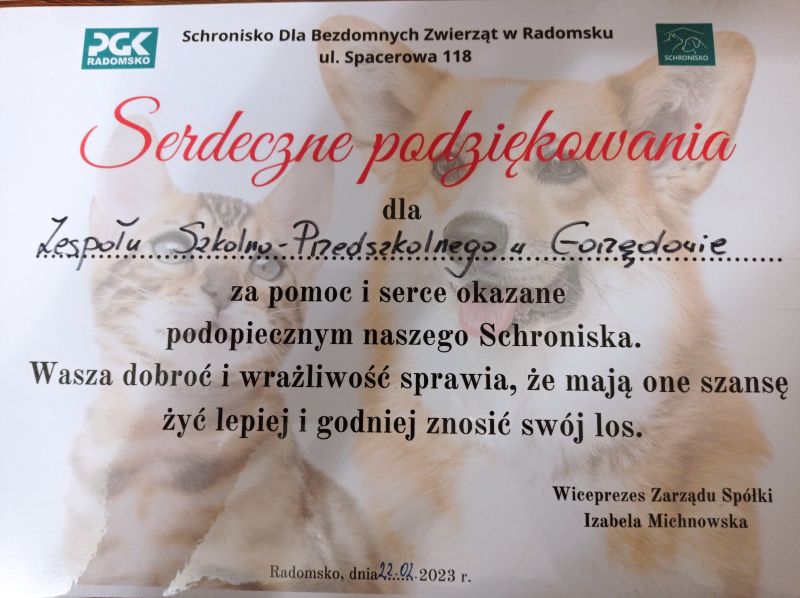 PGK
RADOMSKO
Schronisko Dla Bezdomnych Zwierząt w Radomsku
ul. Spacerowa 118
SCHRONISKO
Serdeczne podziękowania
dla
Zespołu Szkolno-Przedszkolnego w Gorzędowie
za pomoc i serce okazane
podopiecznym naszego Schroniska.
Wasza dobroć i wrażliwość sprawia, że mają one szansę
żyć lepiej i godniej znosić swój los.
Wiceprezes Zarządu Spółki
Izabela Michnowska
Radomsko, dnia 22.02.2023 r.